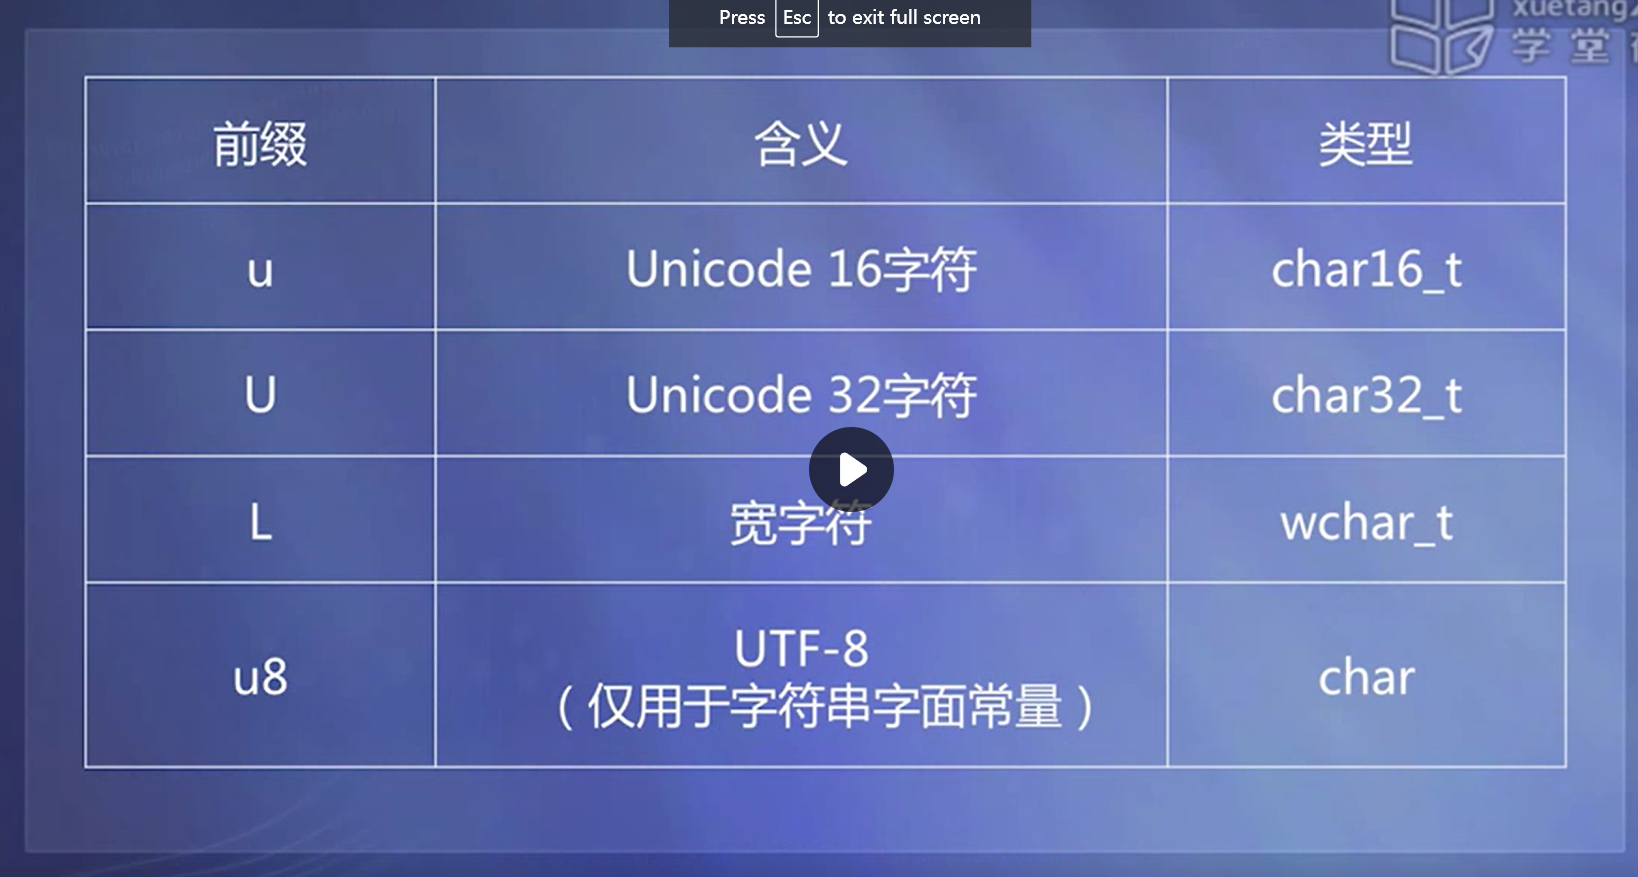 Press Esc to exit full screen
xuetang
学堂
前缀 含义 类型
u Unicode 16字符 char16_t
U Unicode 32字符 char32_t
L 宽字符 wchar_t
u8 UTF-8
（仅用于字符串字面常量） char